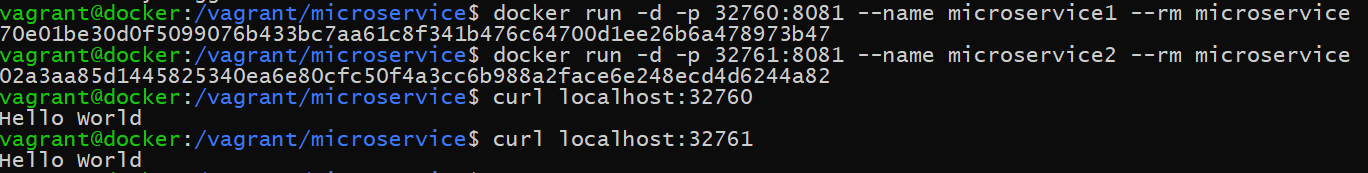 vagrant@docker:/vagrant/microservice$ docker run -d -p 32760:8081 --name microservice1 --rm microservice
70e01be30d0f5099076b433bc7aa61c8f341b476c64700d1ee26b6a478973b47
vagrant@docker:/vagrant/microservice$ docker run -d -p 32761:8081 --name microservice2 --rm microservice
02a3aa85d1445825340ea6e80cfc50f4a3cc6b988a2face6e248ecd4d6244a82
vagrant@docker:/vagrant/microservice$ curl localhost:32760
Hello World
vagrant@docker:/vagrant/microservice$ curl localhost:32761
Hello World